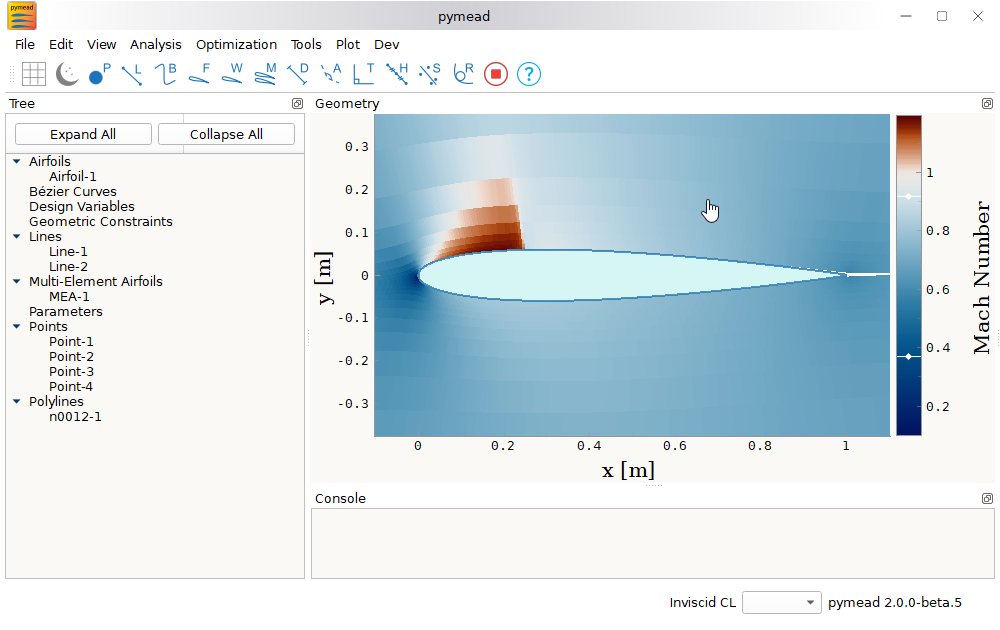 pymead
pymead
File Edit View Analysis Optimization Tools Plot Dev
P L B F W M D A T H S R ?
Tree
Expand All Collapse All
Airfoils
Airfoil-1
Bézier Curves
Design Variables
Geometric Constraints
Lines
Line-1
Line-2
Multi-Element Airfoils
MEA-1
Parameters
Points
Point-1
Point-2
Point-3
Point-4
Polylines
n0012-1
Geometry
y [m]
0.3
0.2
0.1
0
-0.1
-0.2
-0.3
0 0.2 0.4 0.6 0.8 1
x [m]
1
0.8
0.6
0.4
0.2
Mach Number
Console
Inviscid CL
pymead 2.0.0-beta.5